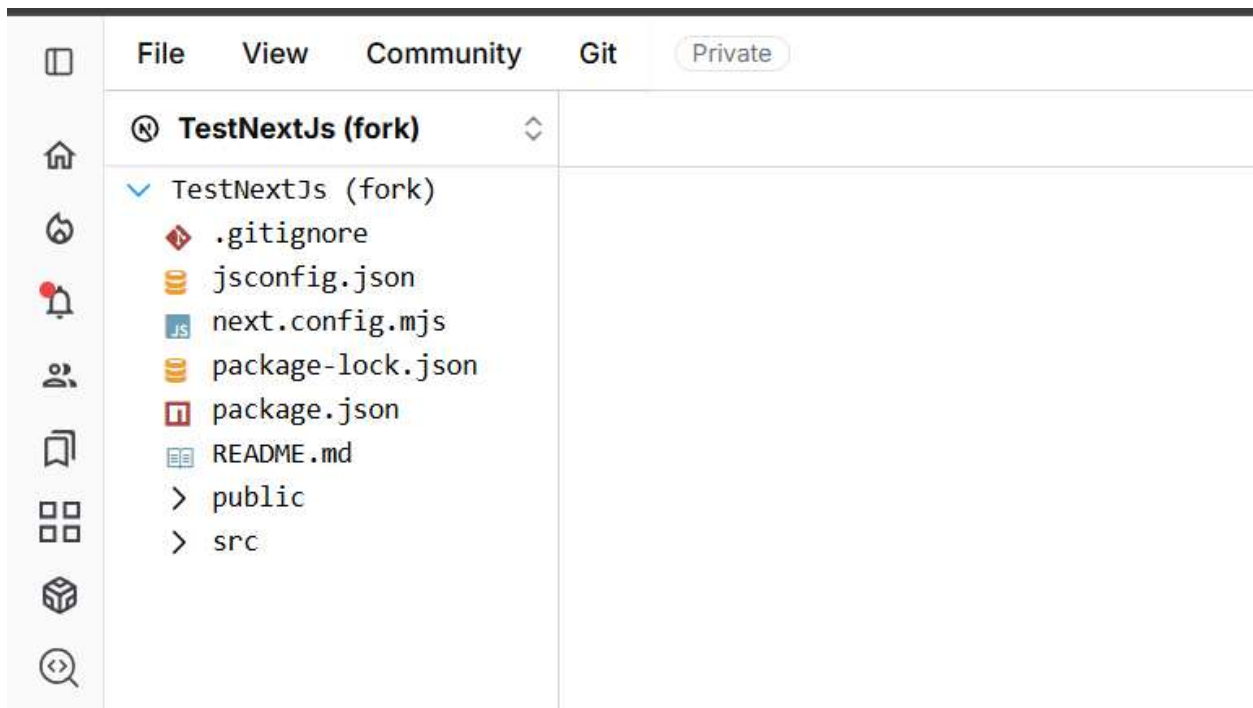 File View Community Git Private
TestNextJs (fork)
TestNextJs (fork)
.gitignore
jsconfig.json
JS next.config.mjs
package-lock.json
package.json
README.md
public
src